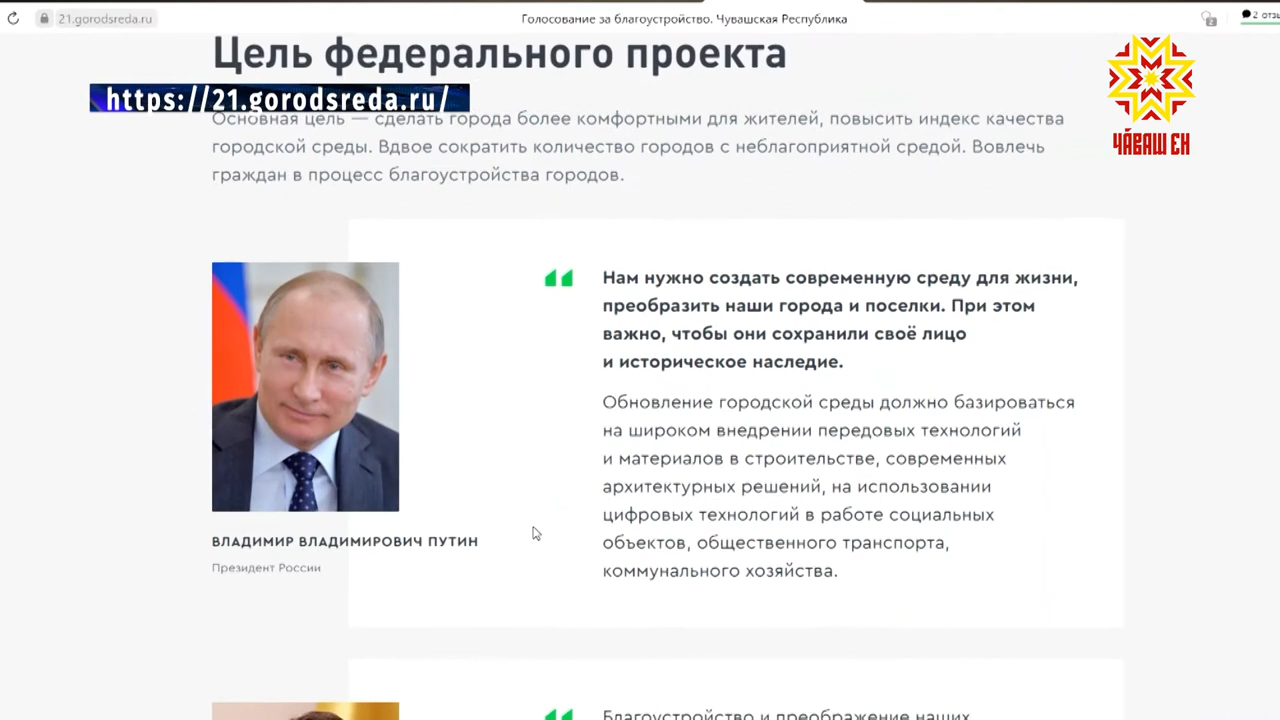 21.gorodsreda.ru
Голосование за благоустройство. Чувашская Республика
2
2 отзы
Цель федерального проекта
https://21.gorodsreda.ru/
Основная цель — сделать города более комфортными для жителей, повысить индекс качества
городской среды. Вдвое сократить количество городов с неблагоприятной средой. Вовлечь
граждан в процесс благоустройства городов.
ЧӐВАШ ЕН
Нам нужно создать современную среду для жизни,
преобразить наши города и поселки. При этом
важно, чтобы они сохранили своё лицо
и историческое наследие.
Обновление городской среды должно базироваться
на широком внедрении передовых технологий
и материалов в строительстве, современных
архитектурных решений, на использовании
цифровых технологий в работе социальных
объектов, общественного транспорта,
коммунального хозяйства.
ВЛАДИМИР ВЛАДИМИРОВИЧ ПУТИН
Президент России
Благоустройство и преображение наших